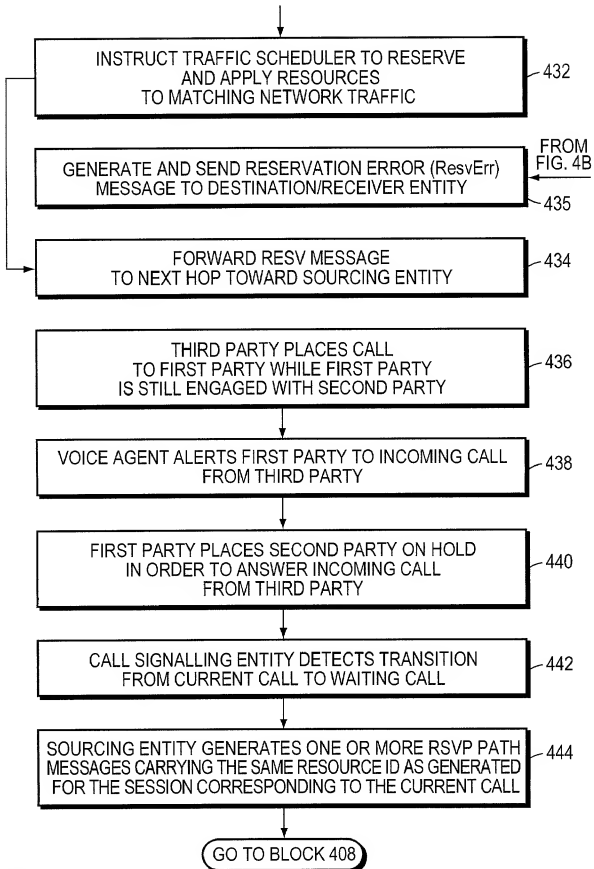 INSTRUCT TRAFFIC SCHEDULER TO RESERVE
AND APPLY RESOURCES
TO MATCHING NETWORK TRAFFIC
432
FROM
FIG. 4B
GENERATE AND SEND RESERVATION ERROR (ResvErr)
MESSAGE TO DESTINATION/RECEIVER ENTITY
435
FORWARD RESV MESSAGE
TO NEXT HOP TOWARD SOURCING ENTITY
434
THIRD PARTY PLACES CALL
TO FIRST PARTY WHILE FIRST PARTY
IS STILL ENGAGED WITH SECOND PARTY
436
VOICE AGENT ALERTS FIRST PARTY TO INCOMING CALL
FROM THIRD PARTY
438
FIRST PARTY PLACES SECOND PARTY ON HOLD
IN ORDER TO ANSWER INCOMING CALL
FROM THIRD PARTY
440
CALL SIGNALLING ENTITY DETECTS TRANSITION
FROM CURRENT CALL TO WAITING CALL
442
SOURCING ENTITY GENERATES ONE OR MORE RSVP PATH
MESSAGES CARRYING THE SAME RESOURCE ID AS GENERATED
FOR THE SESSION CORRESPONDING TO THE CURRENT CALL
444
GO TO BLOCK 408